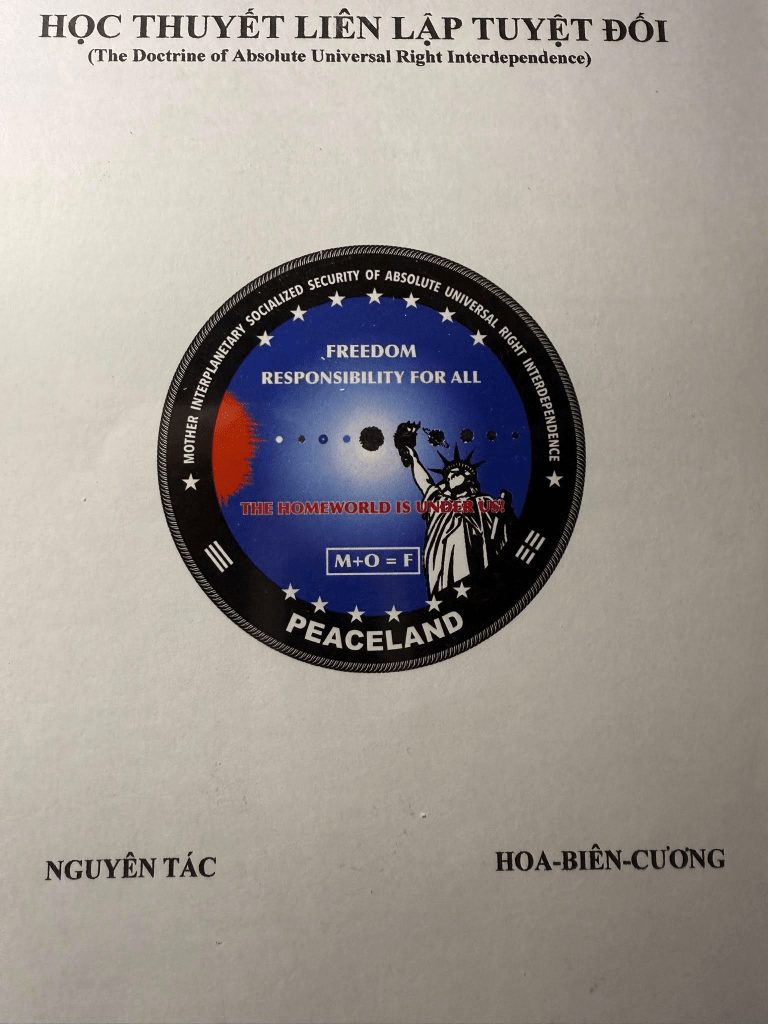 HỌC THUYẾT LIÊN LẬP TUYỆT ĐỐI
(The Doctrine of Absolute Universal Right Interdependence)
MOTHER INTERPLANETARY SOCIALIZED SECURITY OF ABSOLUTE UNIVERSAL RIGHT INTERDEPENDENCE
FREEDOM
RESPONSIBILITY FOR ALL
THE HOMEWORLD IS UNDER US!
M+O = F
PEACELAND
NGUYÊN TÁC
HOA-BIÊN-CƯƠNG